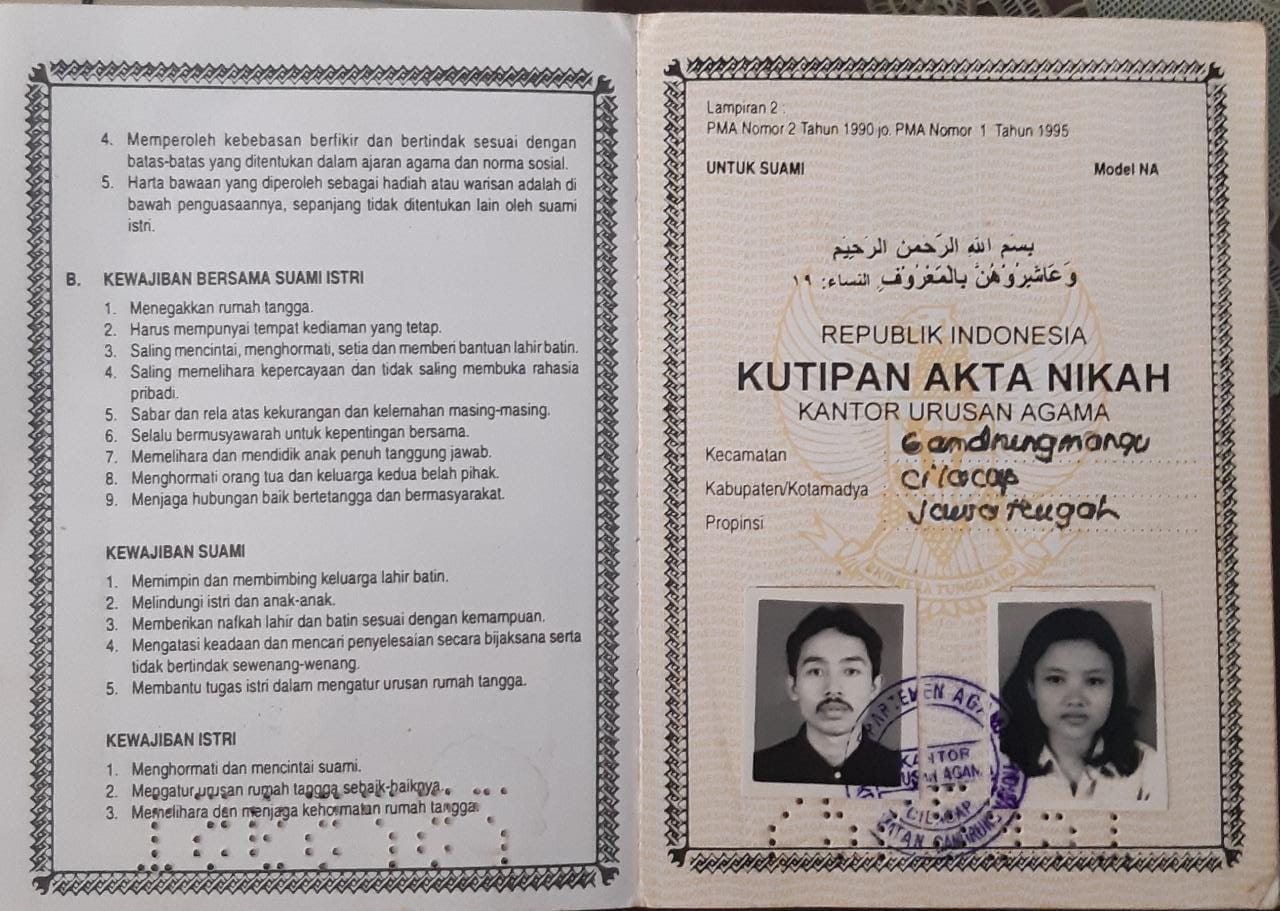 4. Memperoleh kebebasan berfikir dan bertindak sesuai dengan
batas-batas yang ditentukan dalam ajaran agama dan norma sosial.
5. Harta bawaan yang diperoleh sebagai hadiah atau warisan adalah di
bawah penguasaannya, sepanjang tidak ditentukan lain oleh suami
istri.
B. KEWAJIBAN BERSAMA SUAMI ISTRI
1. Menegakkan rumah tangga.
2. Harus mempunyai tempat kediaman yang tetap.
3. Saling mencintai, menghormati, setia dan memberi bantuan lahir batin.
4. Saling memelihara kepercayaan dan tidak saling membuka rahasia
pribadi.
5. Sabar dan rela atas kekurangan dan kelemahan masing-masing.
6. Selalu bermusyawarah untuk kepentingan bersama.
7. Memelihara dan mendidik anak penuh tanggung jawab.
8. Menghormati orang tua dan keluarga kedua belah pihak.
9. Menjaga hubungan baik bertetangga dan bermasyarakat.
KEWAJIBAN SUAMI
1. Memimpin dan membimbing keluarga lahir batin.
2. Melindungi istri dan anak-anak.
3. Memberikan nafkah lahir dan batin sesuai dengan kemampuan.
4. Mengatasi keadaan dan mencari penyelesaian secara bijaksana serta
tidak bertindak sewenang-wenang.
5. Membantu tugas istri dalam mengatur urusan rumah tangga.
KEWAJIBAN ISTRI
1. Menghormati dan mencintai suami.
2. Mengatur urusan rumah tangga sebaik-baiknya.
3. Memelihara dan menjaga kehormatan rumah tangga.
Lampiran 2 :
PMA Nomor 2 Tahun 1990 jo. PMA Nomor 1 Tahun 1995
UNTUK SUAMI Model NA
بِسْمِ اللهِ الرَّحْمنِ الرَّحِيْمِ
وَعَاشِرُوْهُنَّ بِالْمَعْرُوْفِ النساء: ١٩
REPUBLIK INDONESIA
KUTIPAN AKTA NIKAH
KANTOR URUSAN AGAMA
Kecamatan : Gandrungmangu
Kabupaten/Kotamadya : Cilacap
Propinsi : Jawa Tengah
BHINNEKA TUNGGAL IKA
PARTEMEN AGAMA
KANTOR
URUSAN AGAMA
CILACAP